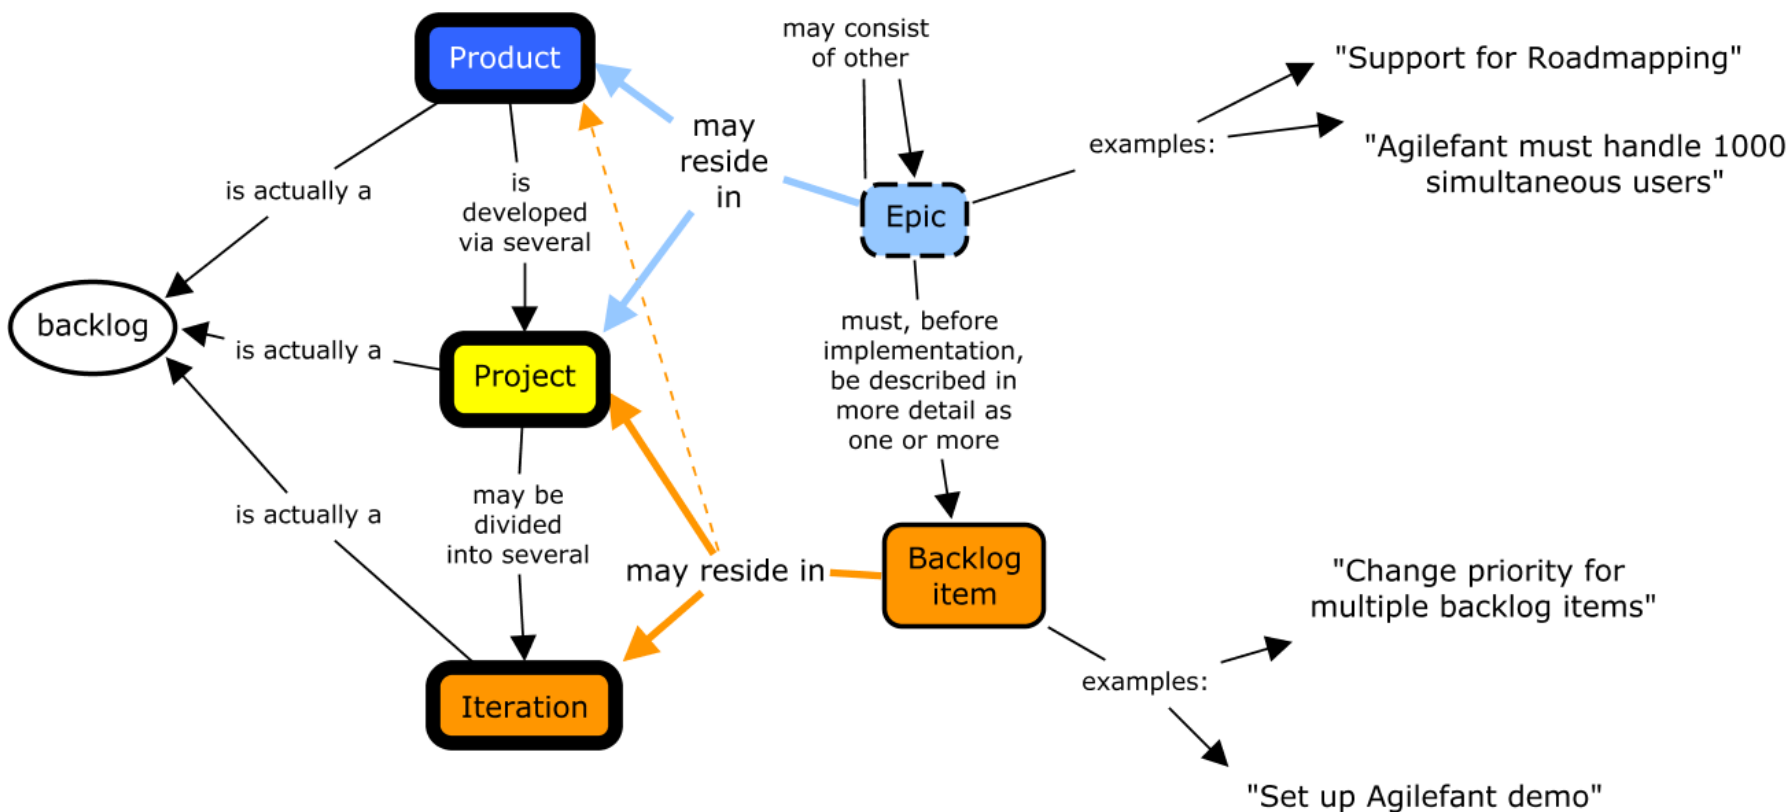 Product
may consist
of other
"Support for Roadmapping"
may
reside
in
examples:
"Agilefant must handle 1000
simultaneous users"
is actually a
is
developed
via several
Epic
backlog
is actually a
Project
must, before
implementation,
be described in
more detail as
one or more
is actually a
may be
divided
into several
may reside in
Backlog
item
"Change priority for
multiple backlog items"
examples:
Iteration
"Set up Agilefant demo"